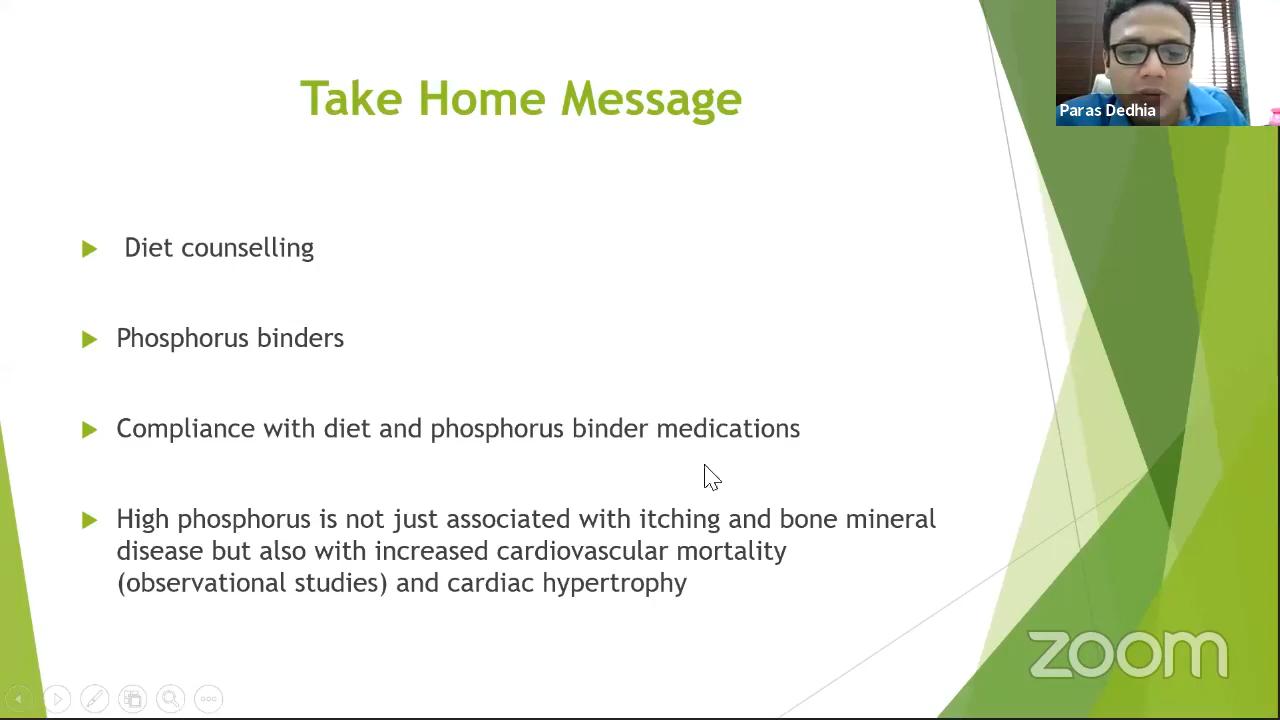 Take Home Message
Paras Dedhia
Diet counselling
Phosphorus binders
Compliance with diet and phosphorus binder medications
High phosphorus is not just associated with itching and bone mineral
disease but also with increased cardiovascular mortality
(observational studies) and cardiac hypertrophy
zoom